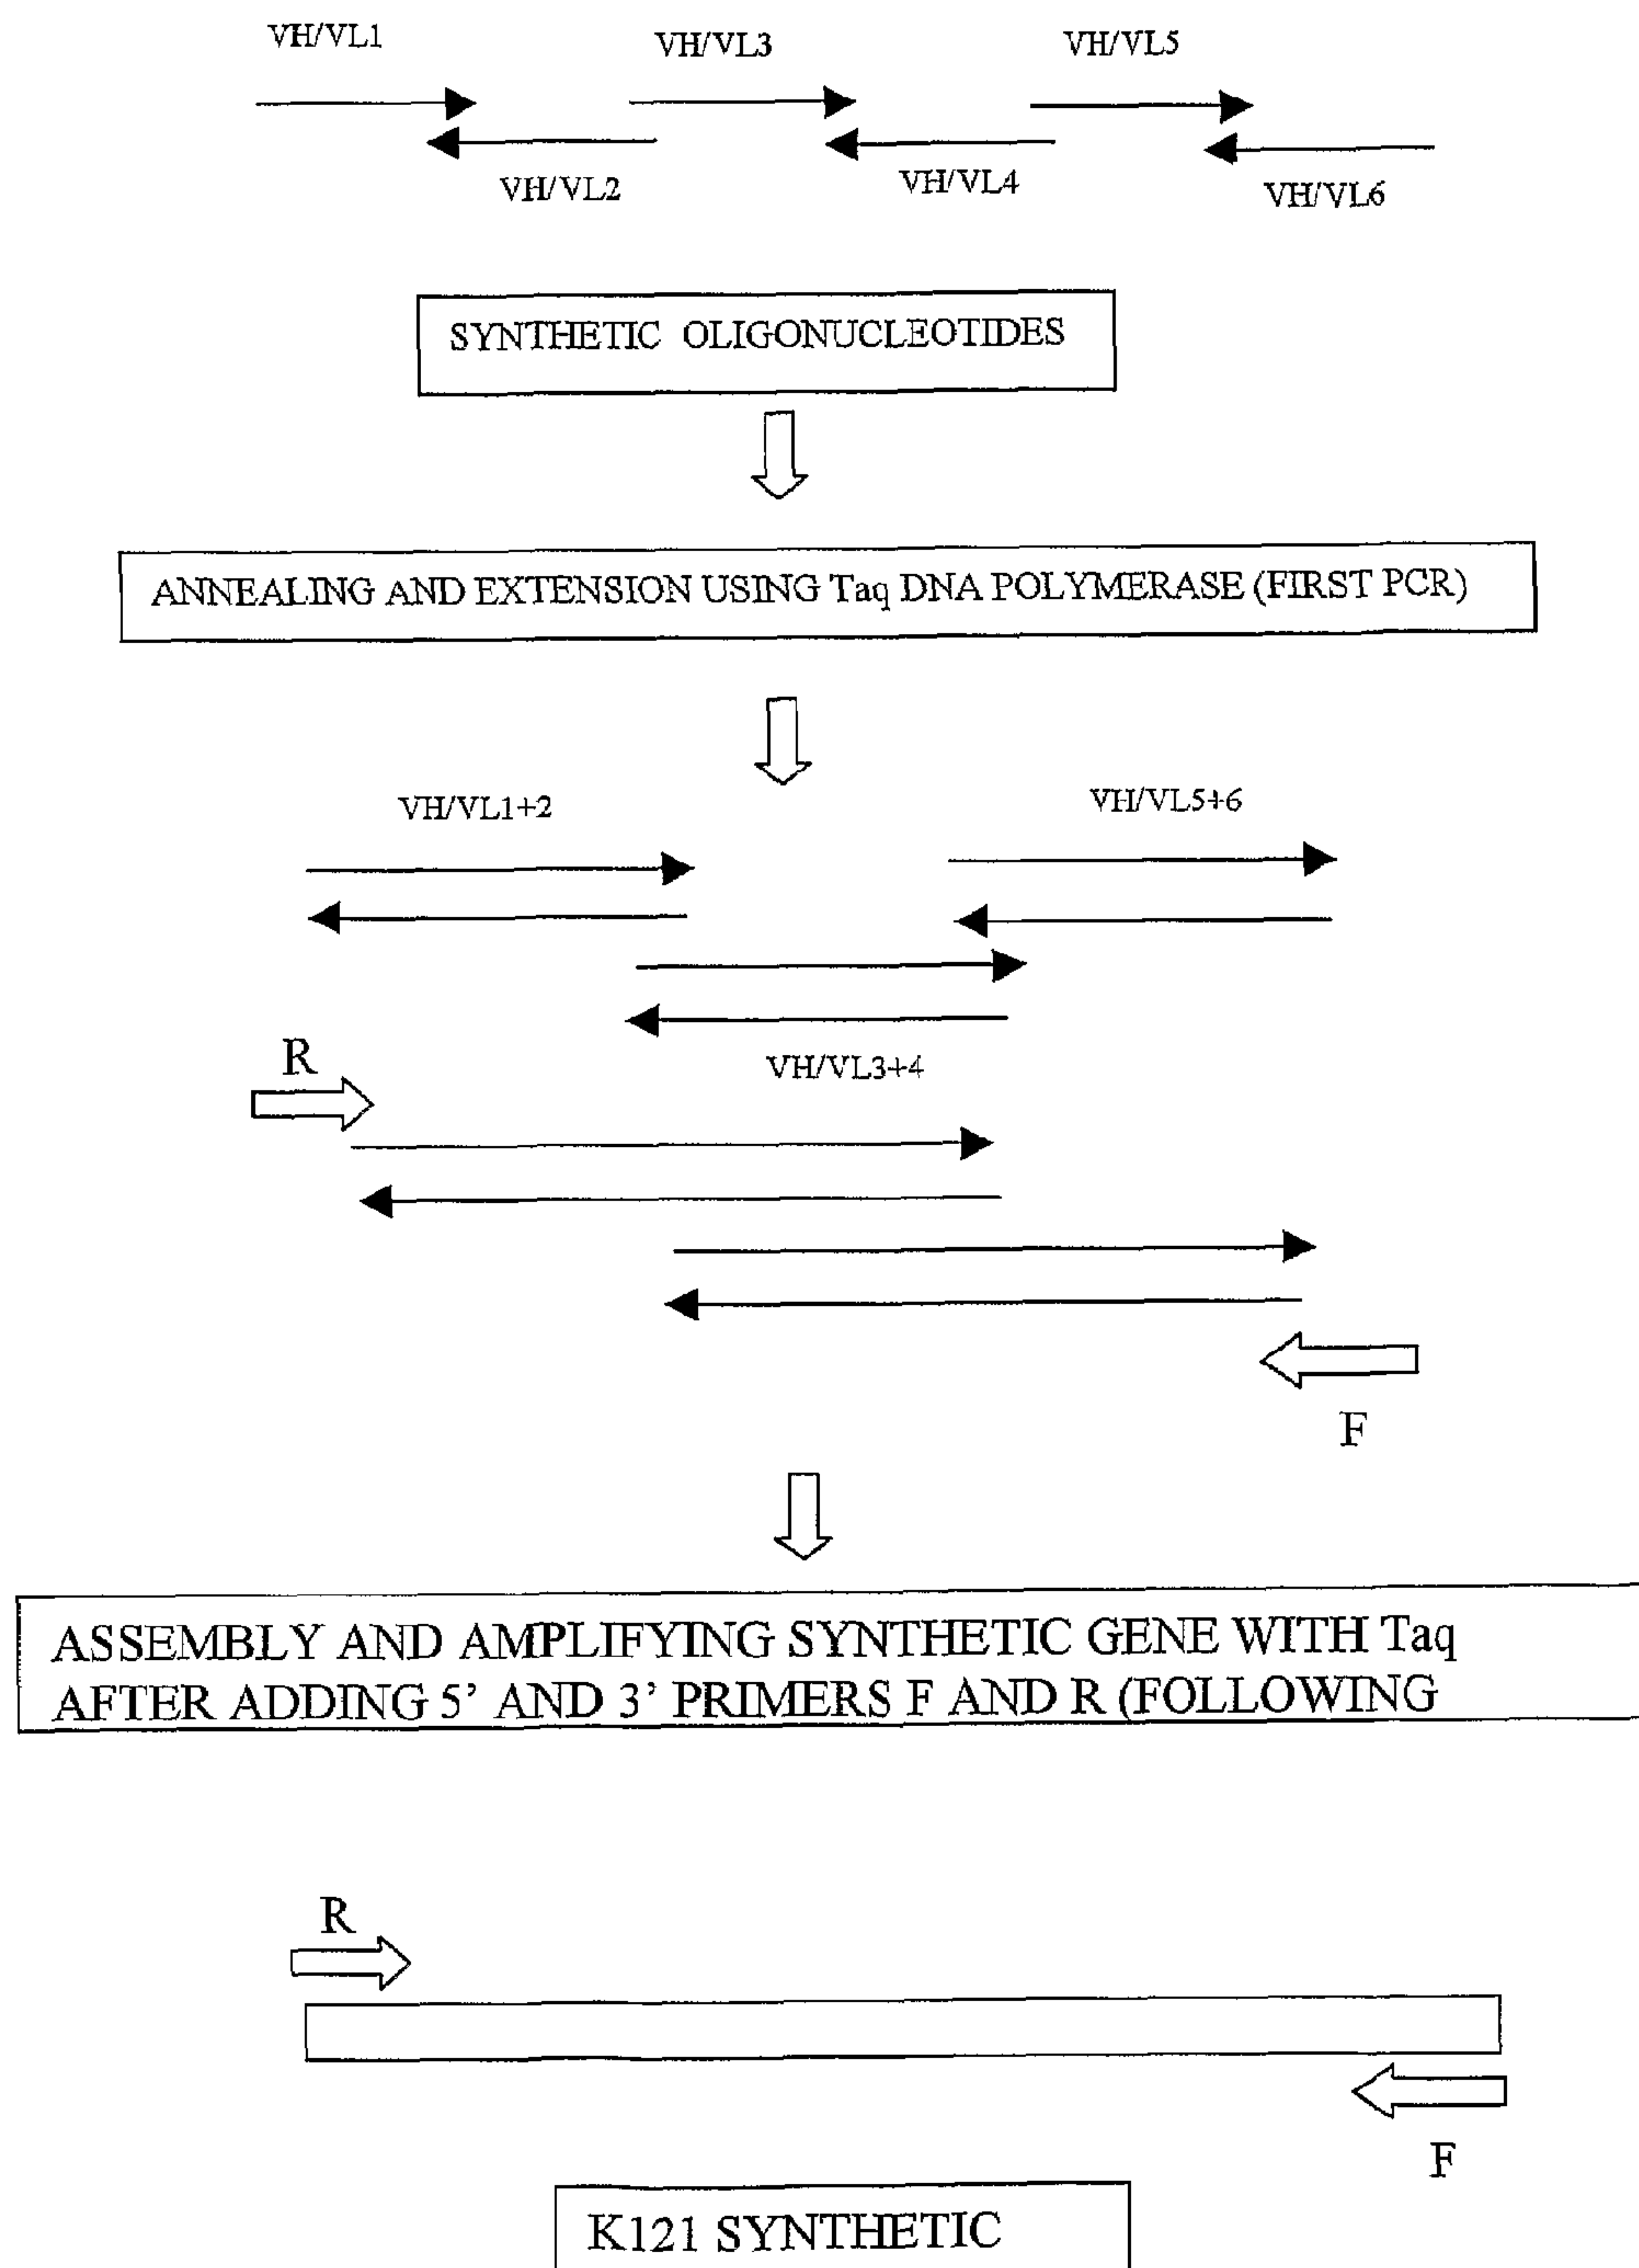 VH/VL1
VH/VL3
VH/VL5
VH/VL2
VH/VL4
VH/VL6
SYNTHETIC OLIGONUCLEOTIDES
ANNEALING AND EXTENSION USING Taq DNA POLYMERASE (FIRST PCR)
VH/VL1+2
VH/VL5+6
VH/VL3+4
R
F
ASSEMBLY AND AMPLIFYING SYNTHETIC GENE WITH Taq
AFTER ADDING 5’ AND 3’ PRIMERS F AND R (FOLLOWING
R
F
K121 SYNTHETIC